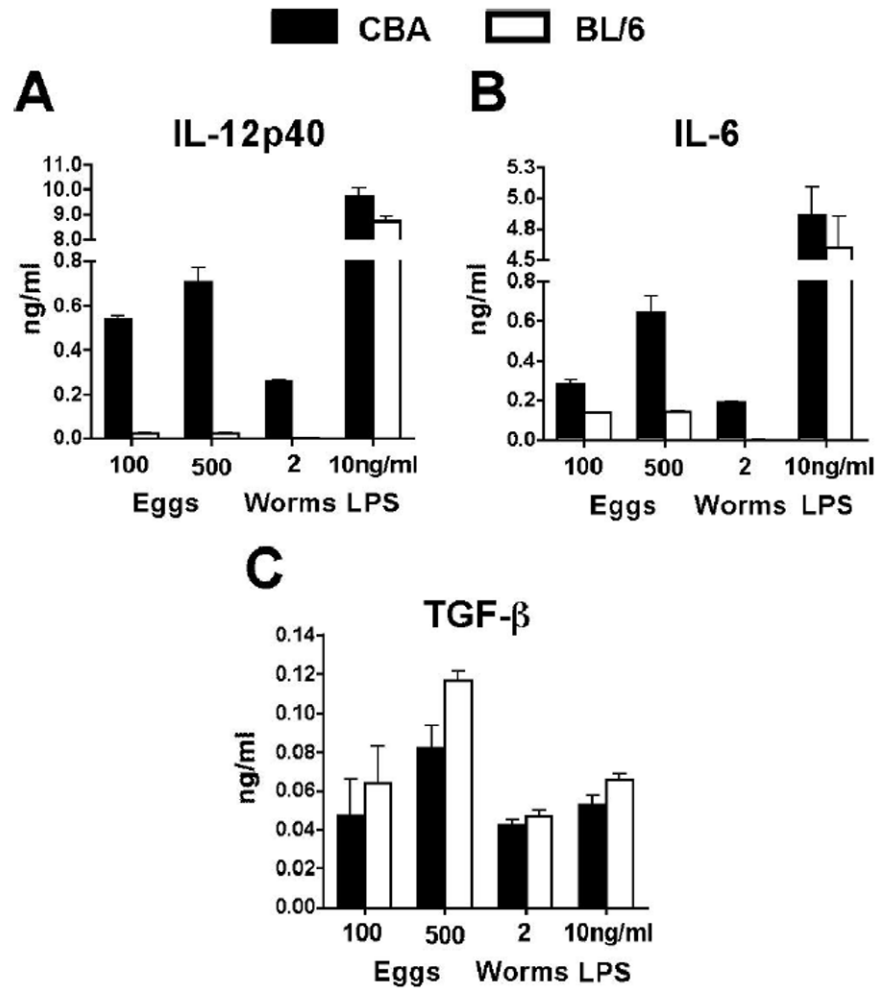 CBA BL/6
A B
IL-12p40 IL-6
11.0
10.0
9.0
8.0
0.8
0.6
0.4
0.2
0.0
ng/ml
100 500 2 10ng/ml
Eggs Worms LPS
5.3
5.0
4.8
4.5
0.8
0.6
0.4
0.2
0.0
ng/ml
100 500 2 10ng/ml
Eggs Worms LPS
C
TGF-β
0.14
0.12
0.10
0.08
0.06
0.04
0.02
0.00
ng/ml
100 500 2 10ng/ml
Eggs Worms LPS